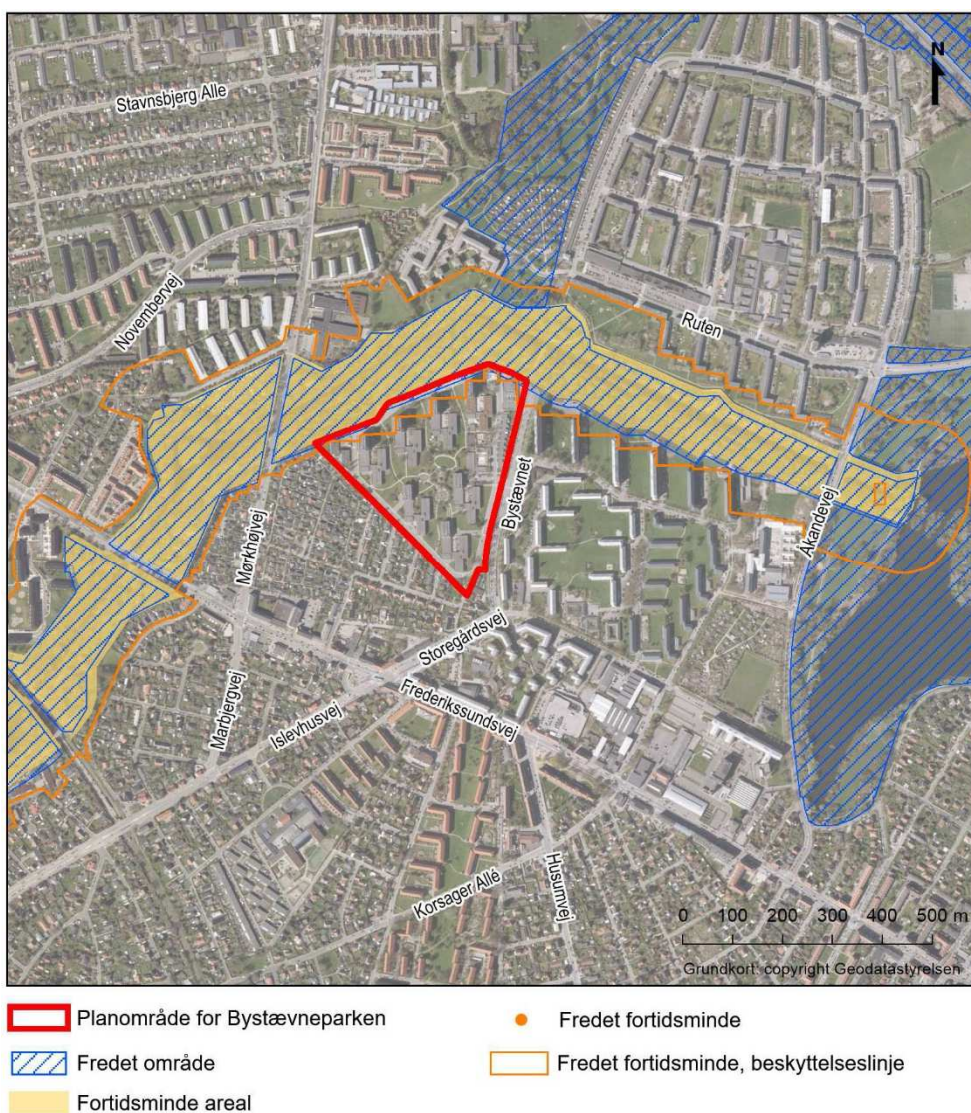 N
Stavnsbjerg Alle
Novembervej
Ruten
Bystævnet
Åkandevej
Mørkhøjvej
Storegårdsvej
Marbjergvej
Islevhusvej
Frederikssundsvej
Husumvej
Korsager Allé
0 100 200 300 400 500 m
Grundkort: copyright Geodatastyrelsen
Planområde for Bystævneparken
Fredet fortidsminde
Fredet område
Fredet fortidsminde, beskyttelseslinje
Fortidsminde areal